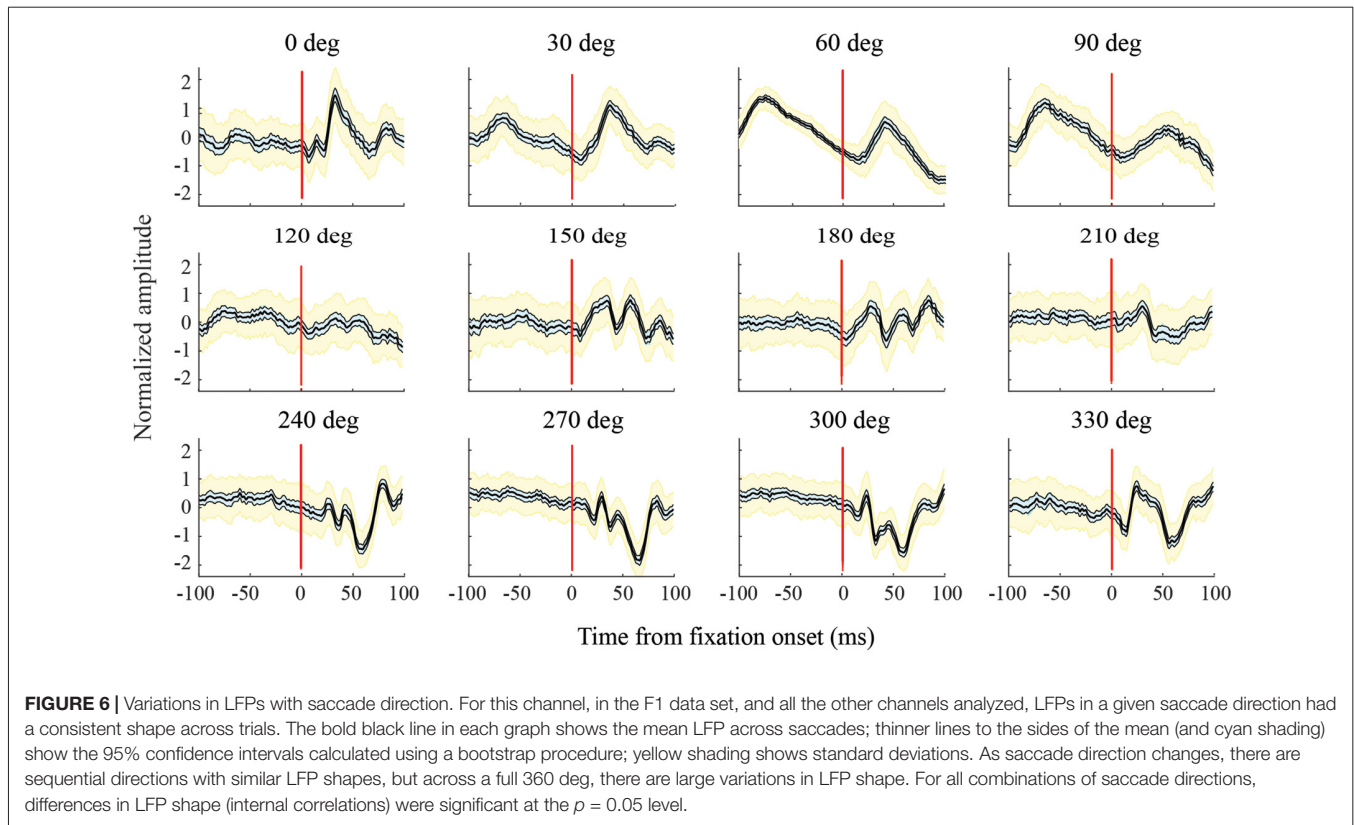 0 deg 30 deg 60 deg 90 deg
2
1
0
-1
-2
120 deg 150 deg 180 deg 210 deg
Normalized amplitude
2
1
0
-1
-2
240 deg 270 deg 300 deg 330 deg
2
1
0
-1
-2
-100 -50 0 50 100 -100 -50 0 50 100 -100 -50 0 50 100 -100 -50 0 50 100
Time from fixation onset (ms)
FIGURE 6 | Variations in LFPs with saccade direction. For this channel, in the F1 data set, and all the other channels analyzed, LFPs in a given saccade direction had
a consistent shape across trials. The bold black line in each graph shows the mean LFP across saccades; thinner lines to the sides of the mean (and cyan shading)
show the 95% confidence intervals calculated using a bootstrap procedure; yellow shading shows standard deviations. As saccade direction changes, there are
sequential directions with similar LFP shapes, but across a full 360 deg, there are large variations in LFP shape. For all combinations of saccade directions,
differences in LFP shape (internal correlations) were significant at the p = 0.05 level.